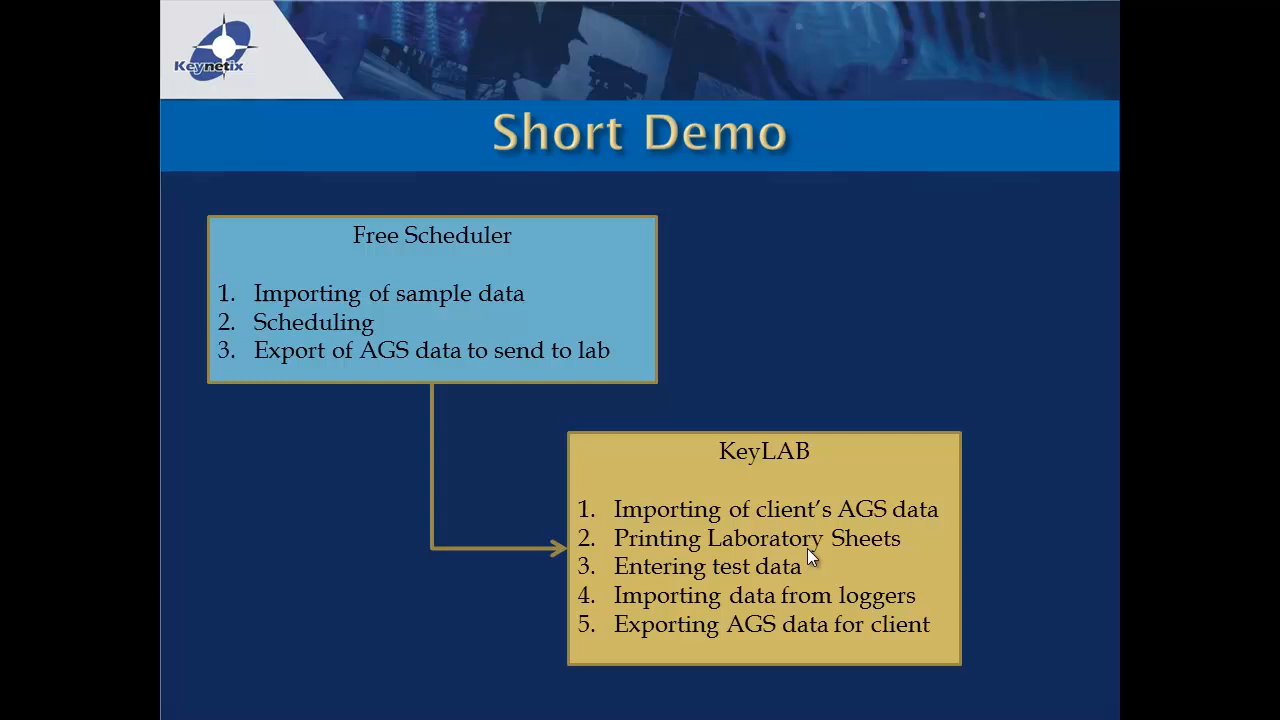 Keynetix
Short Demo
Free Scheduler
1. Importing of sample data
2. Scheduling
3. Export of AGS data to send to lab
KeyLAB
1. Importing of client's AGS data
2. Printing Laboratory Sheets
3. Entering test data
4. Importing data from loggers
5. Exporting AGS data for client